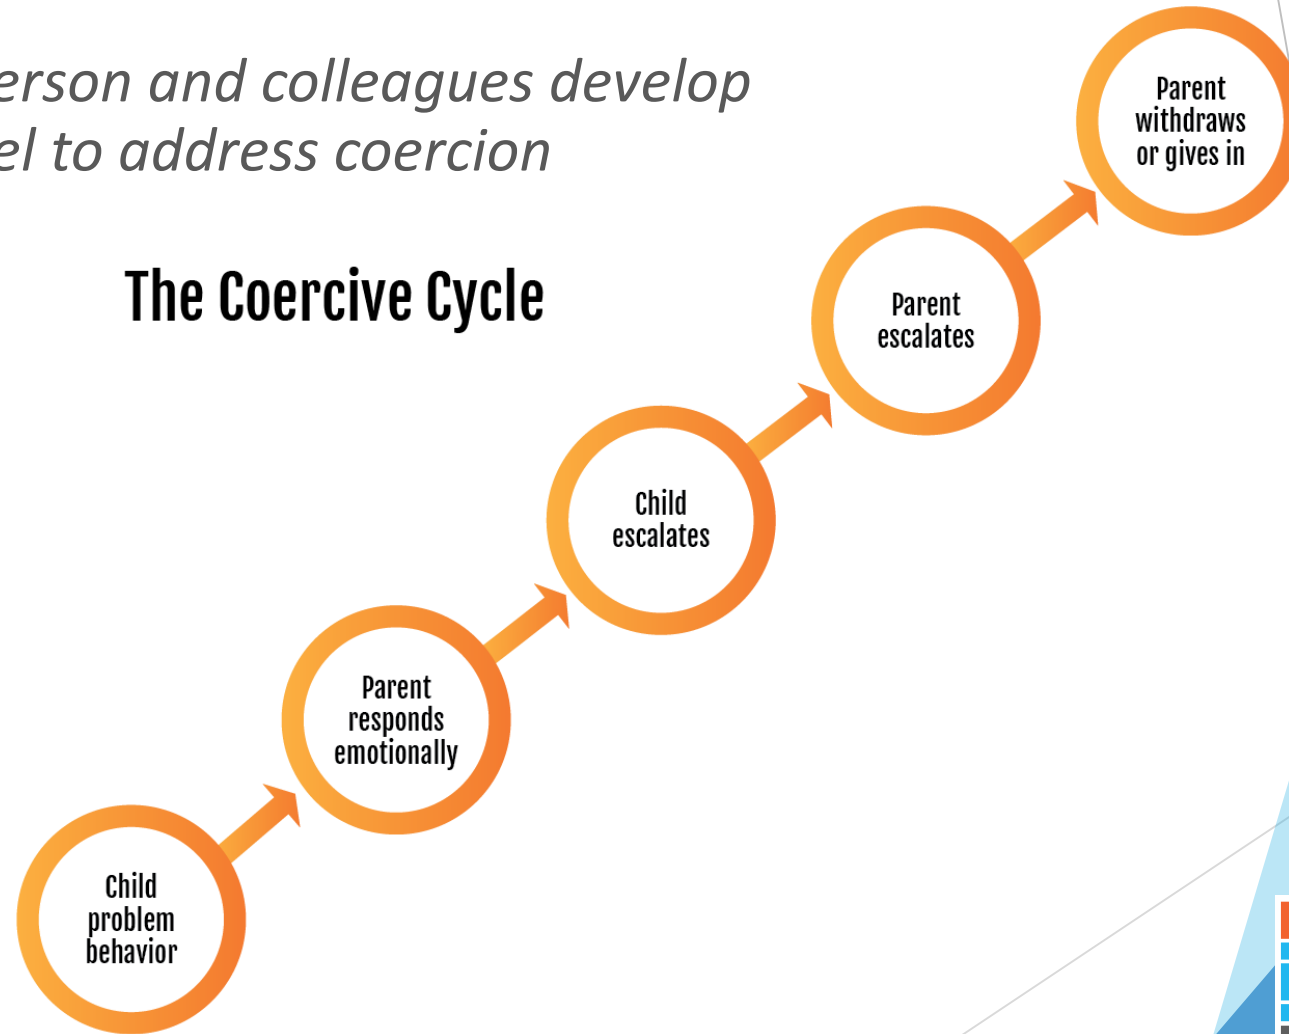 erson and colleagues develop
el to address coercion
The Coercive Cycle
Parent
withdraws
or gives in
Parent
escalates
Child
escalates
Parent
responds
emotionally
Child
problem
behavior